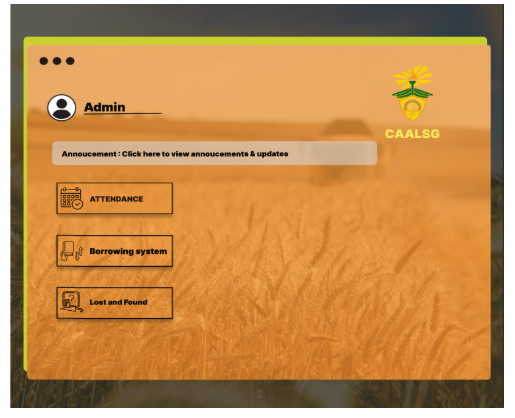 Admin
CAALSG
Annoucement : Click here to view annoucements & updates
ATTENDANCE
Borrowing system
Lost and Found